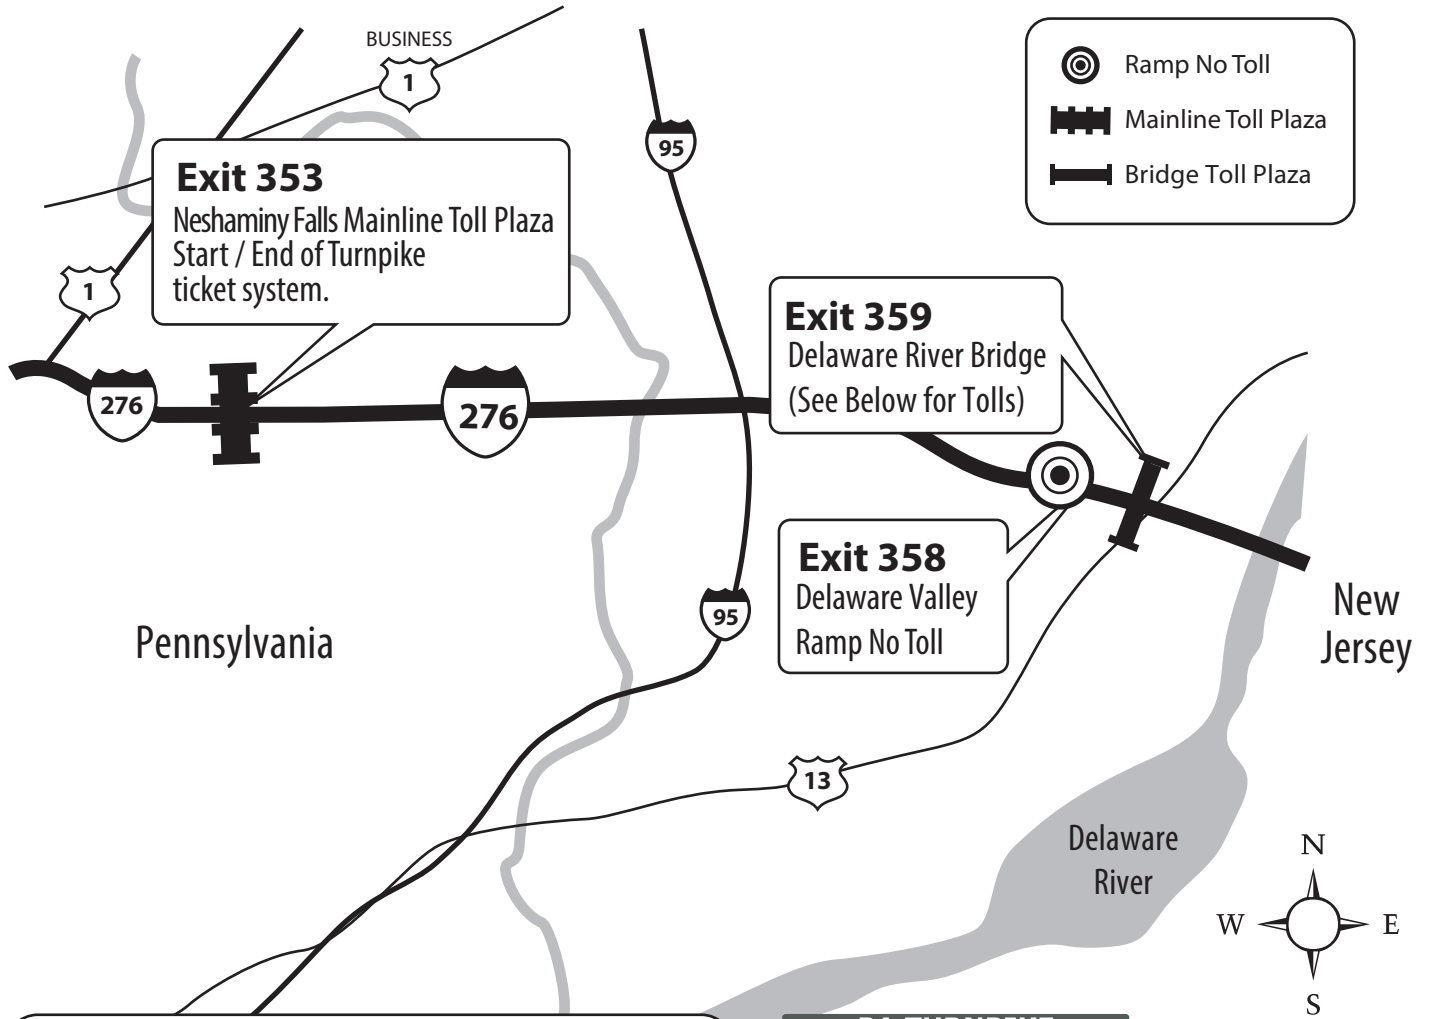 BUSINESS
1
Ramp No Toll
Mainline Toll Plaza
Bridge Toll Plaza
95
Exit 353
Neshaminy Falls Mainline Toll Plaza
Start / End of Turnpike
ticket system.
1
Exit 359
Delaware River Bridge
(See Below for Tolls)
276
276
Exit 358
Delaware Valley
Ramp No Toll
95
Pennsylvania
New
Jersey
13
Delaware
River
N
W
E
S